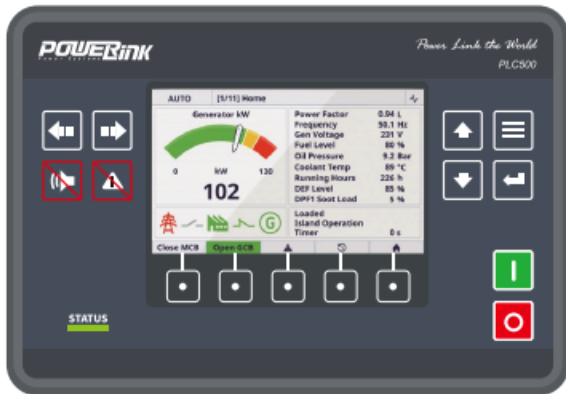 POWERlink
Power Systems
Power Link the World
PLC500
AUTO [1/11] Home
Generator kW
0 kW 130
102
Power Factor 0.94 L
Frequency 50.1 Hz
Gen Voltage 231 V
Fuel Level 80 %
Oil Pressure 9.2 Bar
Coolant Temp 89 °C
Running Hours 226 h
DEF Level 85 %
DPF1 Soot Load 5 %
G
Loaded
Island Operation
Timer 0 s
Close MCB Open GCB
STATUS